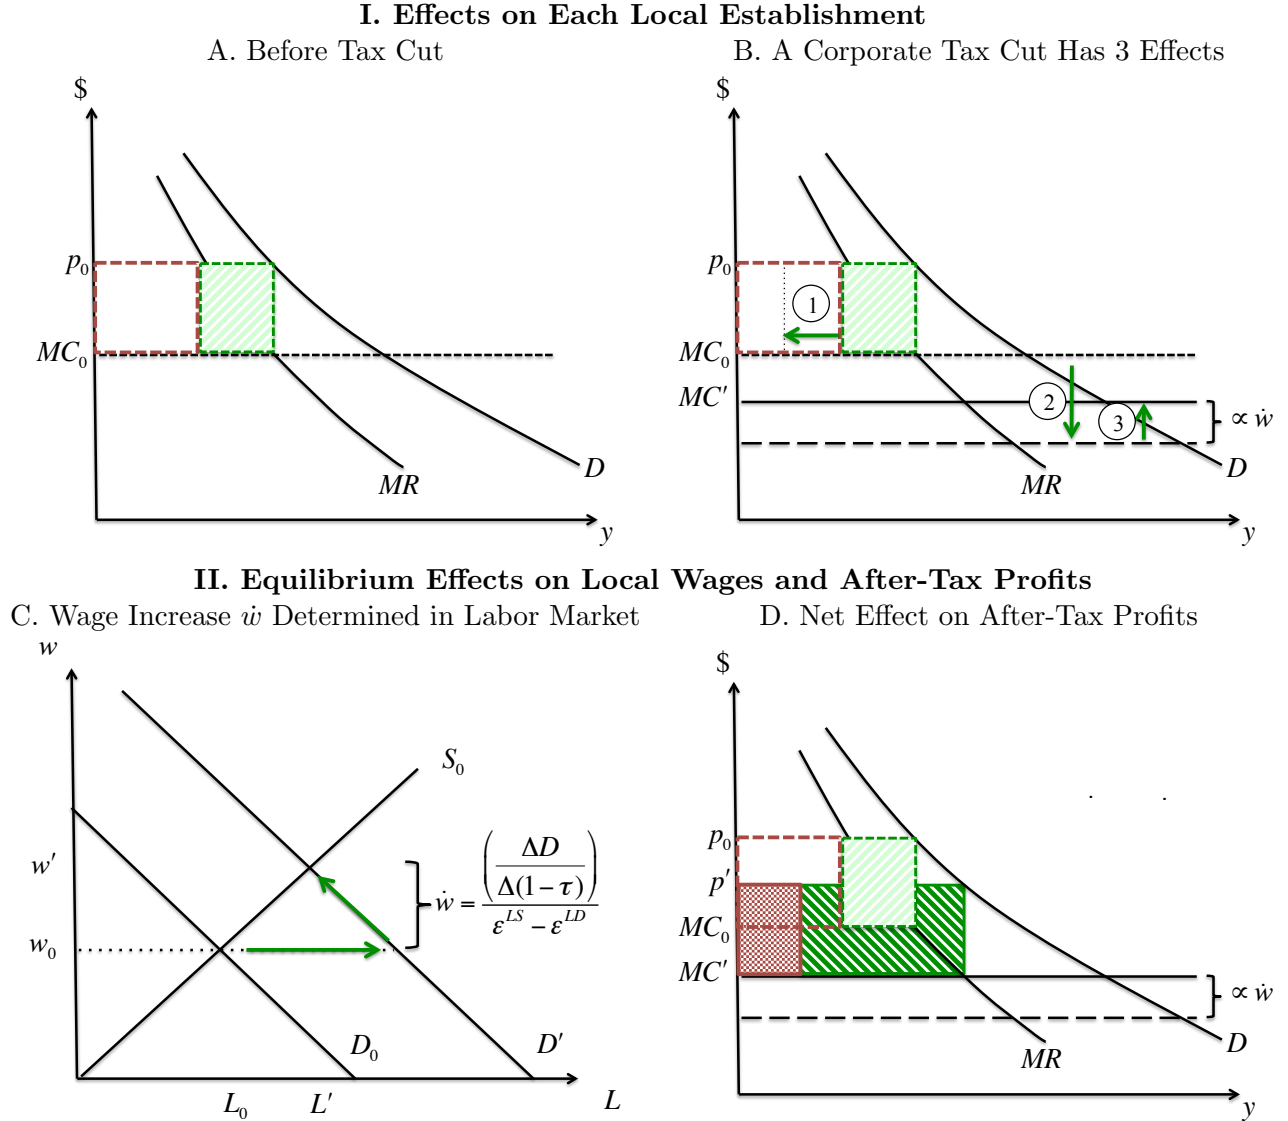 I. Effects on Each Local Establishment
A. Before Tax Cut
$
p₀
MC₀
MR
D
y
B. A Corporate Tax Cut Has 3 Effects
$
p₀
1
MC₀
MC′
2
3
∝ ẇ
MR
D
y
II. Equilibrium Effects on Local Wages and After-Tax Profits
C. Wage Increase ẇ Determined in Labor Market
w
S₀
w′
ẇ = (ΔD / Δ(1−τ)) / (ε^LS − ε^LD)
w₀
D₀
D′
L₀
L′
L
D. Net Effect on After-Tax Profits
$
p₀
p′
MC₀
MC′
∝ ẇ
MR
D
y